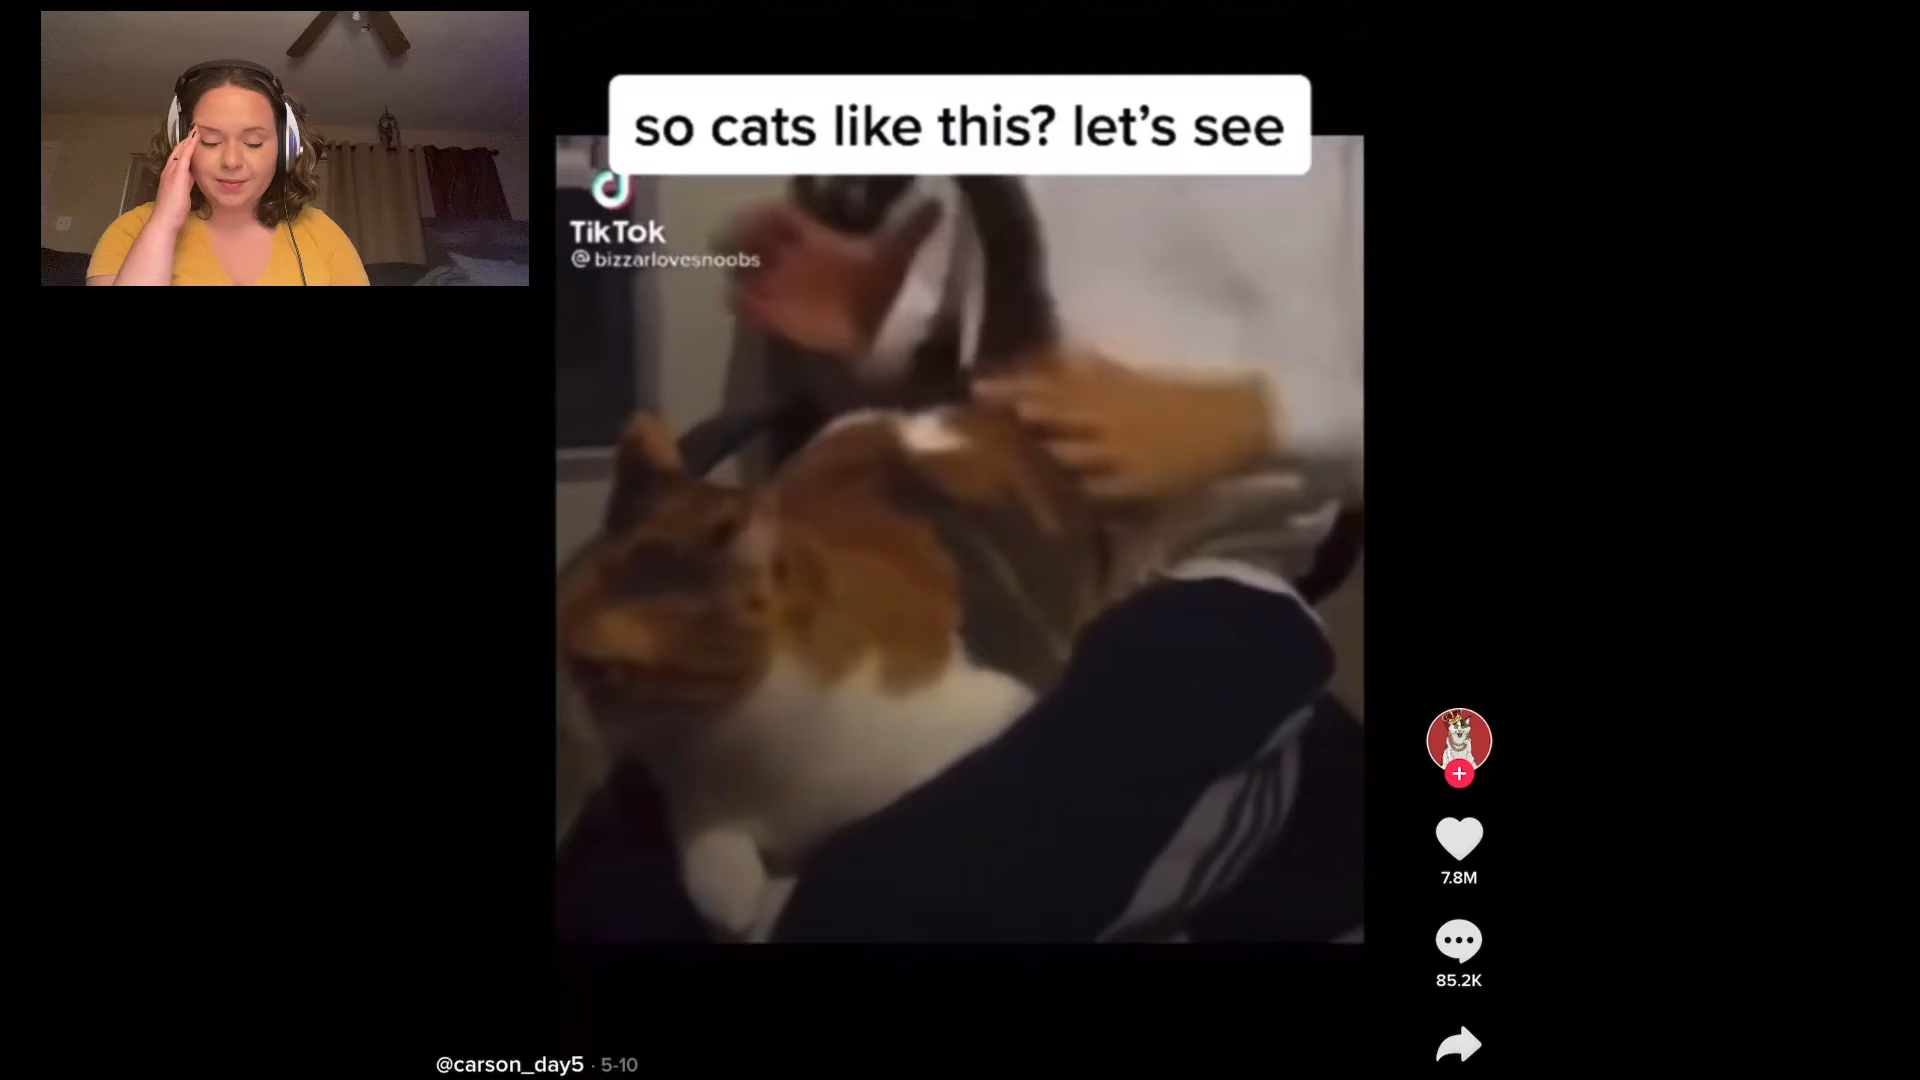 so cats like this? let's see
TikTok
@bizzarlovesnoobs
7.8M
85.2K
@carson_day5 · 5-10